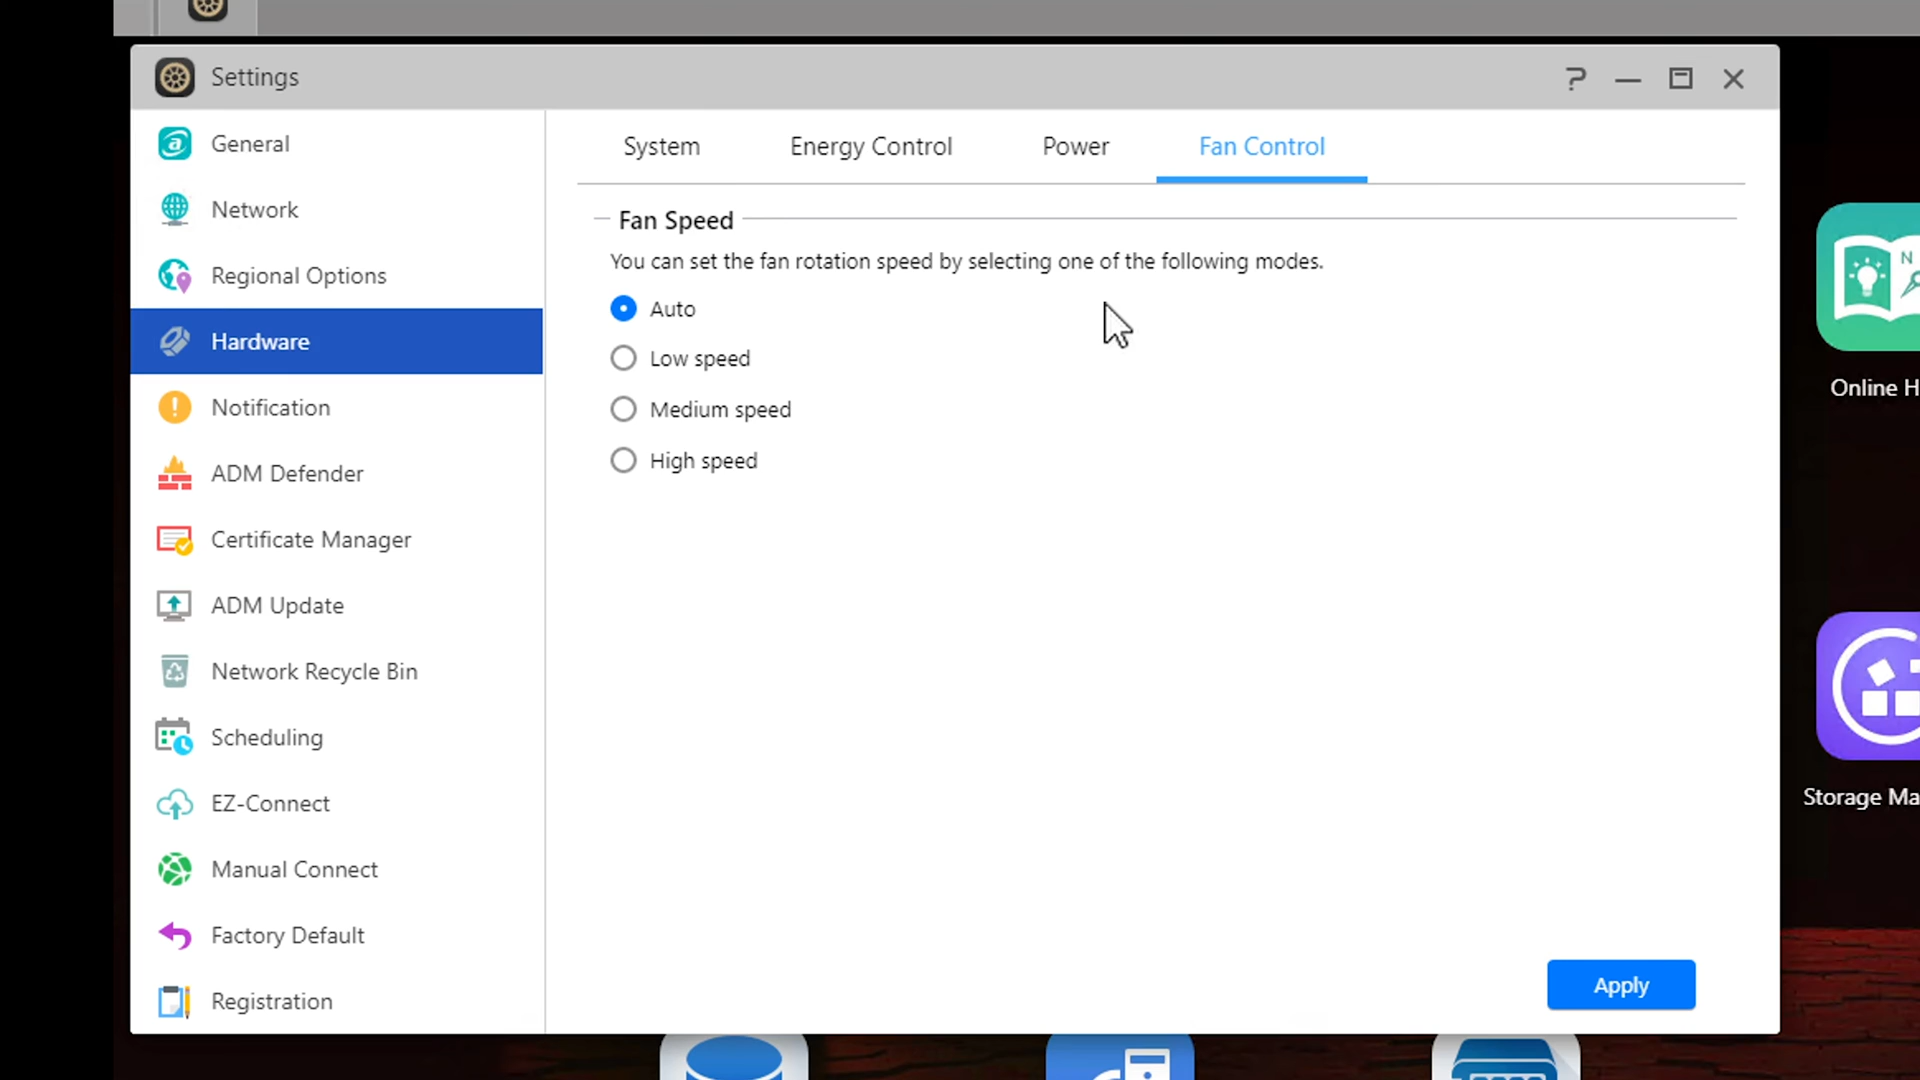 Settings
General
Network
Regional Options
Hardware
Notification
ADM Defender
Certificate Manager
ADM Update
Network Recycle Bin
Scheduling
EZ-Connect
Manual Connect
Factory Default
Registration
System Energy Control Power Fan Control
Fan Speed
You can set the fan rotation speed by selecting one of the following modes.
Auto
Low speed
Medium speed
High speed
Apply
N
Online H
Storage Ma